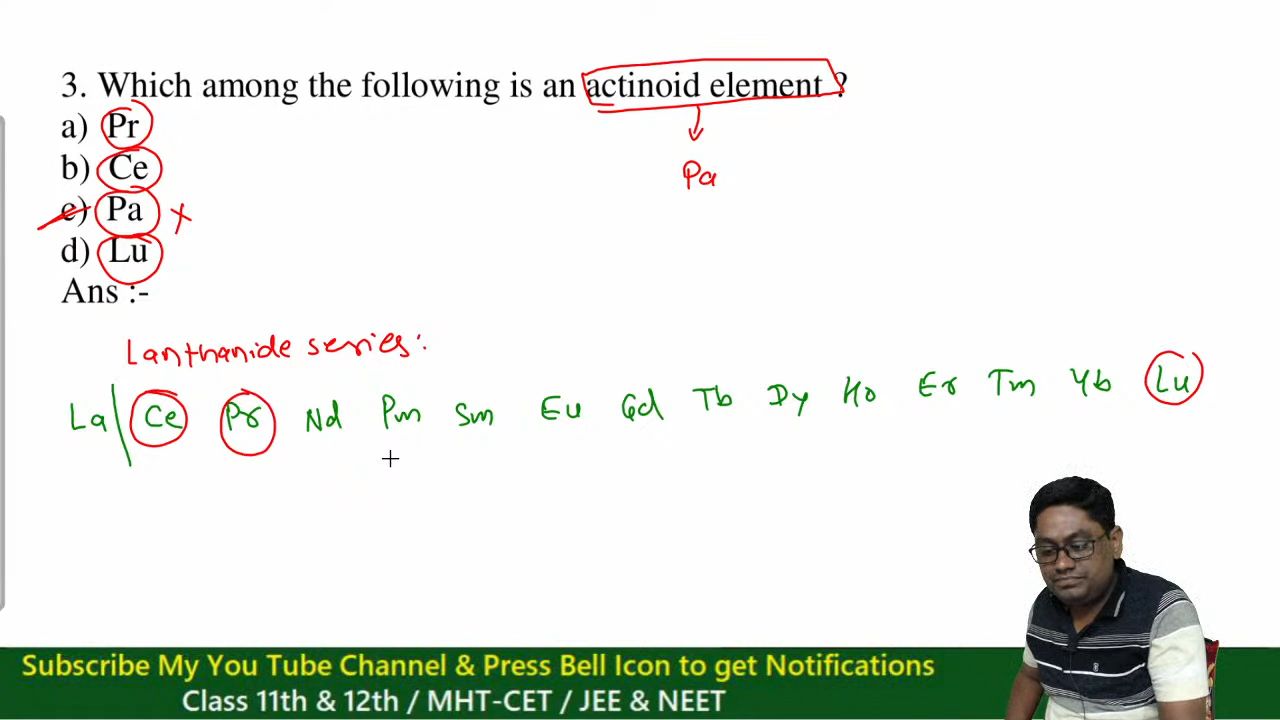 3. Which among the following is an actinoid element ?
a) Pr
b) Ce
Pa
c) Pa x
d) Lu
Ans :-
Lanthanide series:
La Ce Pr Nd Pm Sm Eu Gd Tb Dy Ho Er Tm Yb Lu
Subscribe My You Tube Channel & Press Bell Icon to get Notifications
Class 11th & 12th / MHT-CET / JEE & NEET